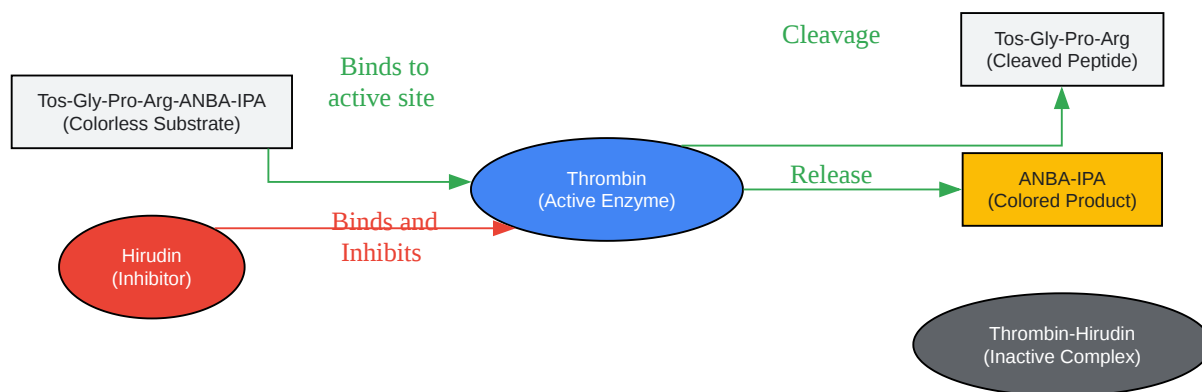 Tos-Gly-Pro-Arg-ANBA-IPA
(Colorless Substrate)
Binds to
active site
Cleavage
Tos-Gly-Pro-Arg
(Cleaved Peptide)
Thrombin
(Active Enzyme)
Release
ANBA-IPA
(Colored Product)
Hirudin
(Inhibitor)
Binds and
Inhibits
Thrombin-Hirudin
(Inactive Complex)